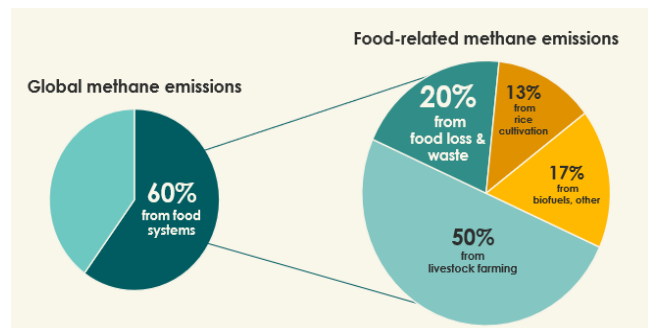 Food-related methane emissions
Global methane emissions
60%
from food
systems
20%
from
food loss &
waste
13%
from
rice
cultivation
17%
from
biofuels, other
50%
from
livestock farming